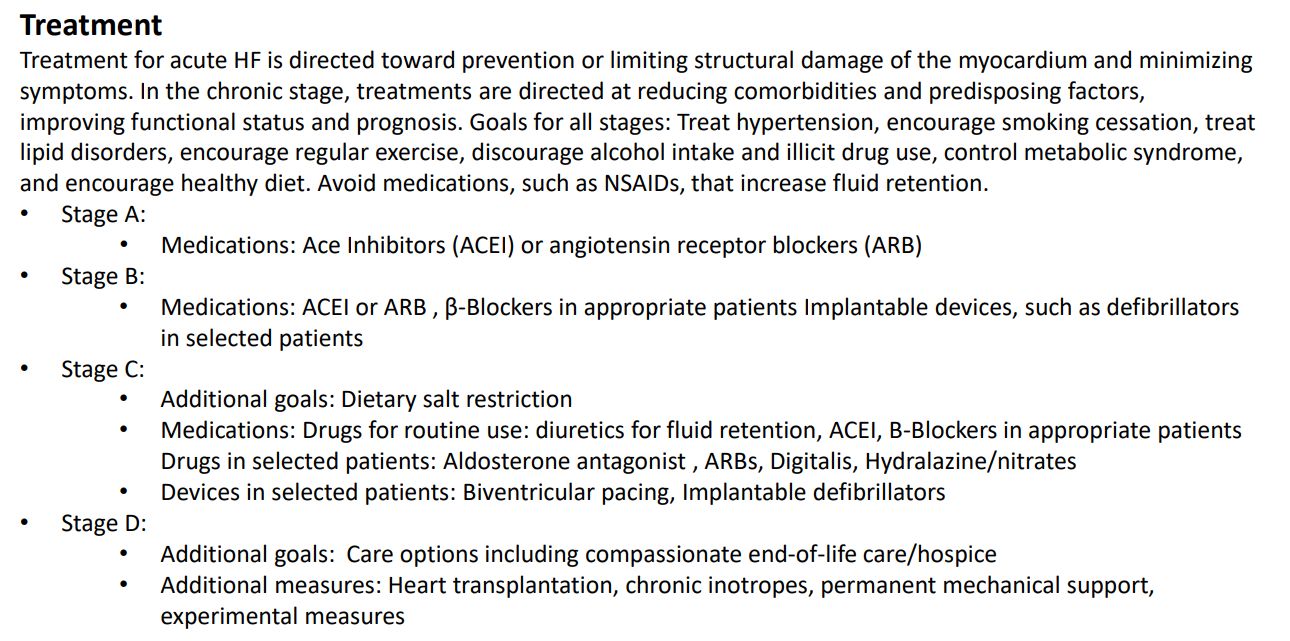 Treatment
Treatment for acute HF is directed toward prevention or limiting structural damage of the myocardium and minimizing
symptoms. In the chronic stage, treatments are directed at reducing comorbidities and predisposing factors,
improving functional status and prognosis. Goals for all stages: Treat hypertension, encourage smoking cessation, treat
lipid disorders, encourage regular exercise, discourage alcohol intake and illicit drug use, control metabolic syndrome,
and encourage healthy diet. Avoid medications, such as NSAIDs, that increase fluid retention.
• Stage A:
• Medications: Ace Inhibitors (ACEI) or angiotensin receptor blockers (ARB)
• Stage B:
• Medications: ACEI or ARB , β-Blockers in appropriate patients Implantable devices, such as defibrillators
in selected patients
• Stage C:
• Additional goals: Dietary salt restriction
• Medications: Drugs for routine use: diuretics for fluid retention, ACEI, B-Blockers in appropriate patients
Drugs in selected patients: Aldosterone antagonist , ARBs, Digitalis, Hydralazine/nitrates
• Devices in selected patients: Biventricular pacing, Implantable defibrillators
• Stage D:
• Additional goals:  Care options including compassionate end-of-life care/hospice
• Additional measures: Heart transplantation, chronic inotropes, permanent mechanical support,
experimental measures